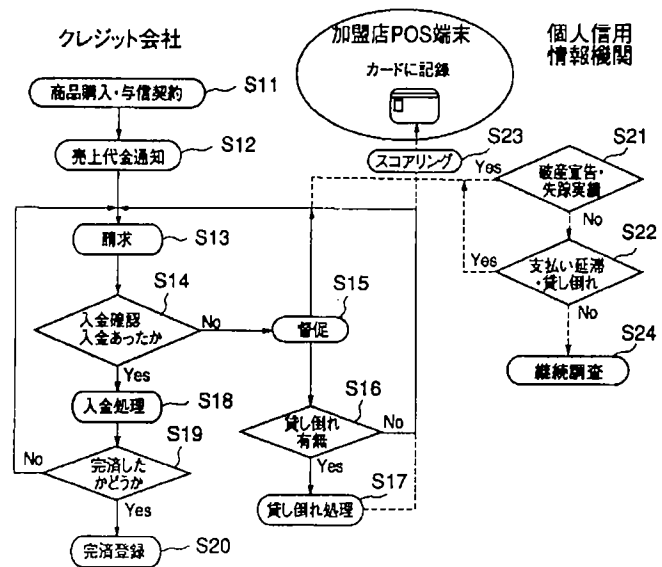 クレジット会社
商品購入・与信契約
S11
売上代金通知
S12
請求
S13
入金確認
入金あったか
S14
No
Yes
督促
S15
貸し倒れ
有無
S16
No
Yes
貸し倒れ処理
S17
入金処理
S18
完済した
かどうか
S19
No
Yes
完済登録
S20
加盟店POS端末
カードに記録
スコアリング
S23
個人信用
情報機関
破産宣告・
失踪実績
S21
Yes
No
支払い延滞
・貸し倒れ
S22
Yes
No
継続調査
S24